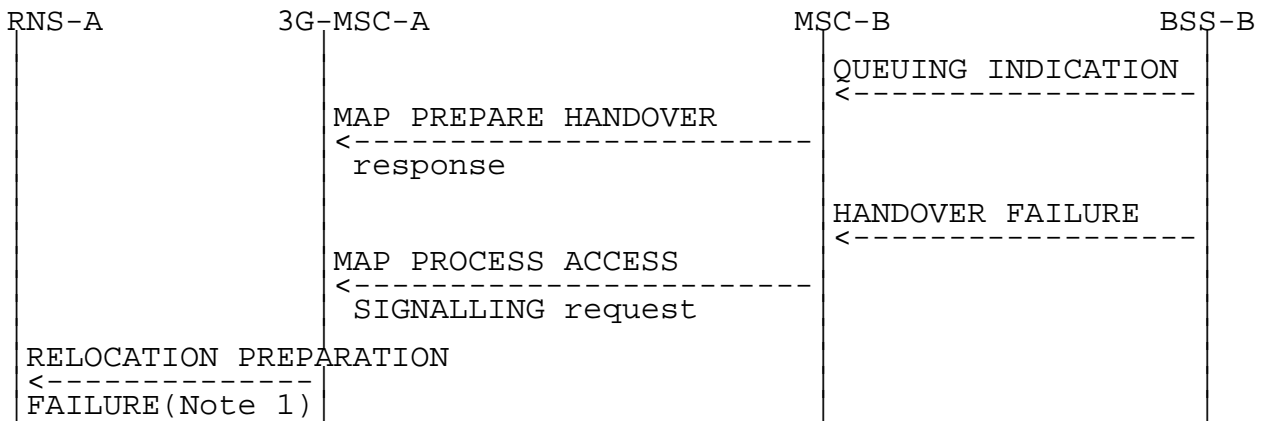 RNS-A 3G-MSC-A MSC-B BSS-B
QUEUING INDICATION
MAP PREPARE HANDOVER
response
HANDOVER FAILURE
MAP PROCESS ACCESS
SIGNALLING request
RELOCATION PREPARATION
FAILURE(Note 1)